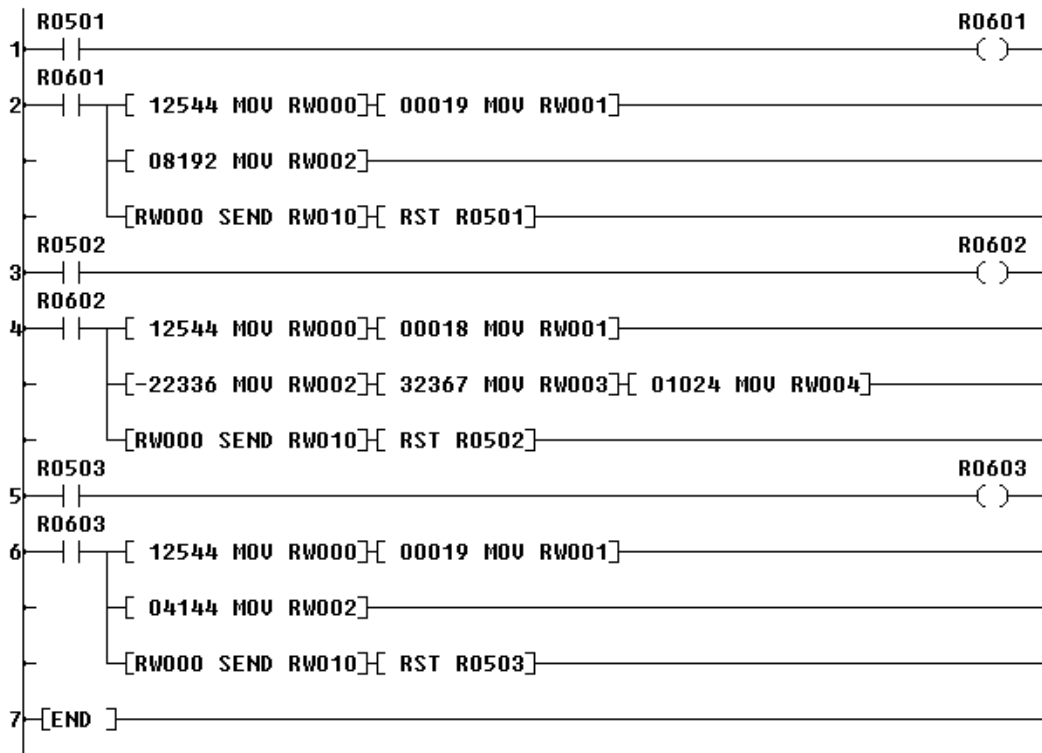 R0501 R0601
1
R0601
2 [ 12544 MOV RW000] [ 00019 MOV RW001]
[ 08192 MOV RW002]
[RW000 SEND RW010] [ RST R0501]
R0502 R0602
3
R0602
4 [ 12544 MOV RW000] [ 00018 MOV RW001]
[-22336 MOV RW002] [ 32367 MOV RW003] [ 01024 MOV RW004]
[RW000 SEND RW010] [ RST R0502]
R0503 R0603
5
R0603
6 [ 12544 MOV RW000] [ 00019 MOV RW001]
[ 04144 MOV RW002]
[RW000 SEND RW010] [ RST R0503]
7 [END ]